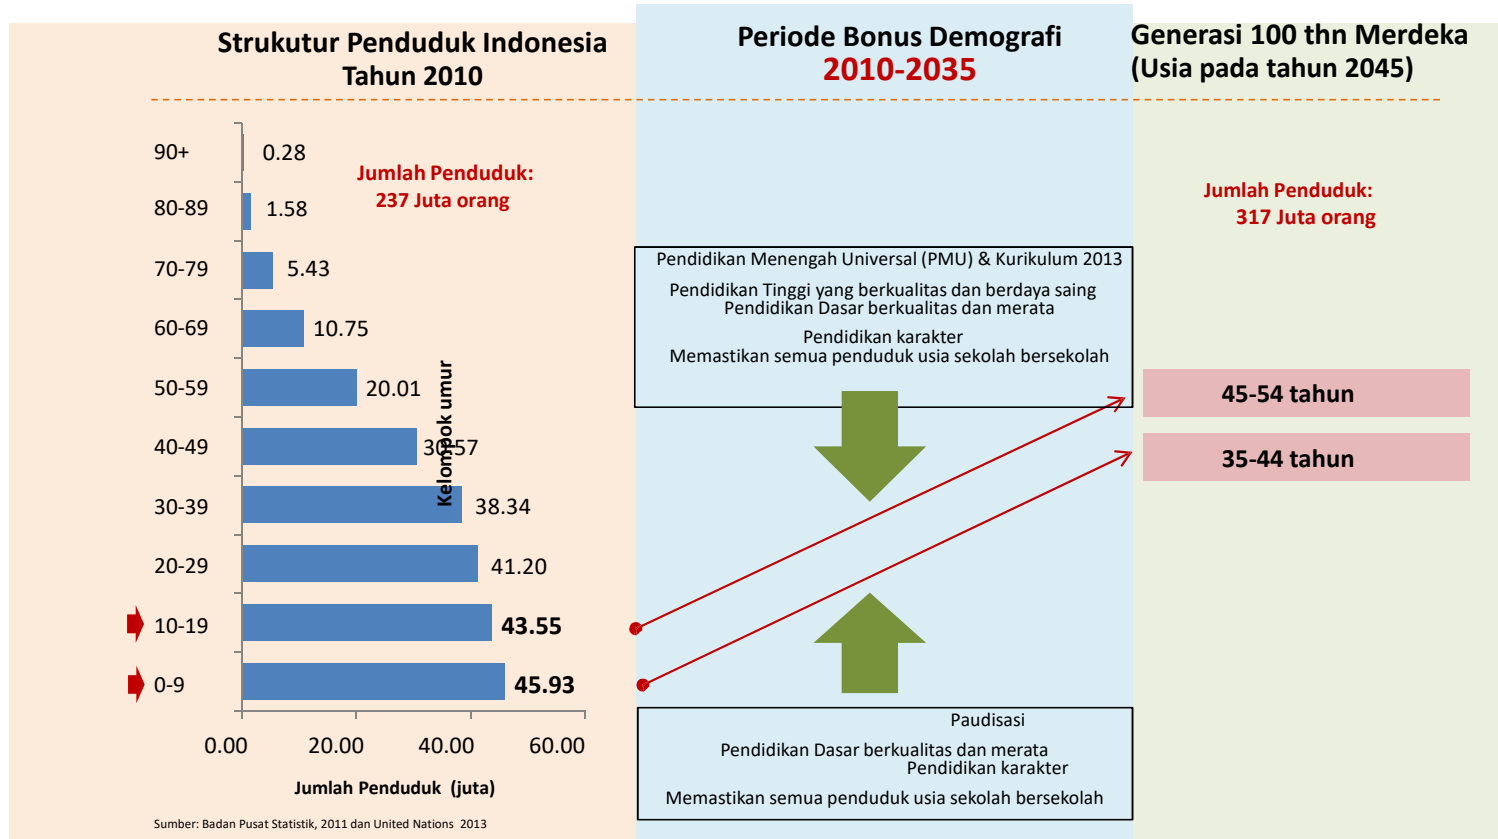 Strukutur Penduduk Indonesia
Tahun 2010
Periode Bonus Demografi
2010-2035
Generasi 100 thn Merdeka
(Usia pada tahun 2045)
90+
0.28
80-89
1.58
70-79
5.43
60-69
10.75
50-59
20.01
40-49
30.57
30-39
38.34
20-29
41.20
10-19
43.55
0-9
45.93
0.00
20.00
40.00
60.00
Kelompok umur
Jumlah Penduduk (juta)
Jumlah Penduduk:
237 Juta orang
Sumber: Badan Pusat Statistik, 2011 dan United Nations 2013
Pendidikan Menengah Universal (PMU) & Kurikulum 2013
Pendidikan Tinggi yang berkualitas dan berdaya saing
Pendidikan Dasar berkualitas dan merata
Pendidikan karakter
Memastikan semua penduduk usia sekolah bersekolah
Paudisasi
Pendidikan Dasar berkualitas dan merata
Pendidikan karakter
Memastikan semua penduduk usia sekolah bersekolah
Jumlah Penduduk:
317 Juta orang
45-54 tahun
35-44 tahun